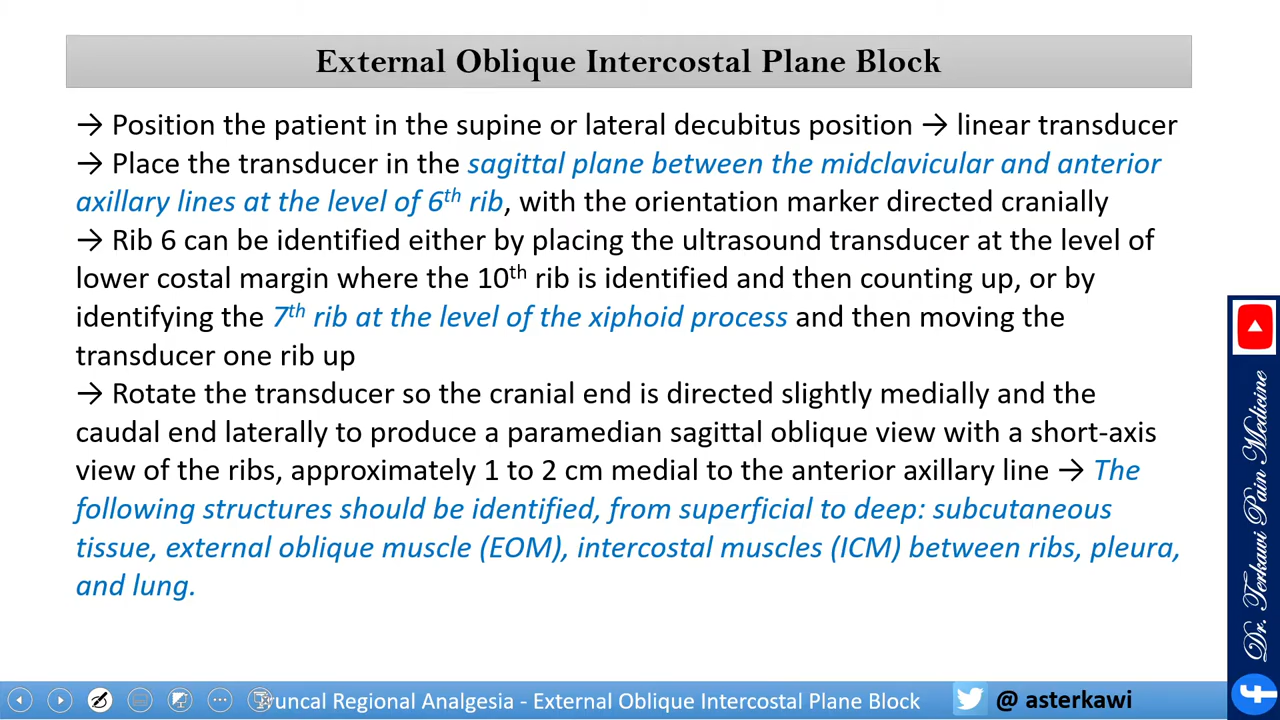 External Oblique Intercostal Plane Block
→ Position the patient in the supine or lateral decubitus position → linear transducer
→ Place the transducer in the sagittal plane between the midclavicular and anterior
axillary lines at the level of 6th rib, with the orientation marker directed cranially
→ Rib 6 can be identified either by placing the ultrasound transducer at the level of
lower costal margin where the 10th rib is identified and then counting up, or by
identifying the 7th rib at the level of the xiphoid process and then moving the
transducer one rib up
→ Rotate the transducer so the cranial end is directed slightly medially and the
caudal end laterally to produce a paramedian sagittal oblique view with a short-axis
view of the ribs, approximately 1 to 2 cm medial to the anterior axillary line → The
following structures should be identified, from superficial to deep: subcutaneous
tissue, external oblique muscle (EOM), intercostal muscles (ICM) between ribs, pleura,
and lung.
Dr. Terkawi Pain Medicine
Regional Analgesia - External Oblique Intercostal Plane Block
@ asterkawi